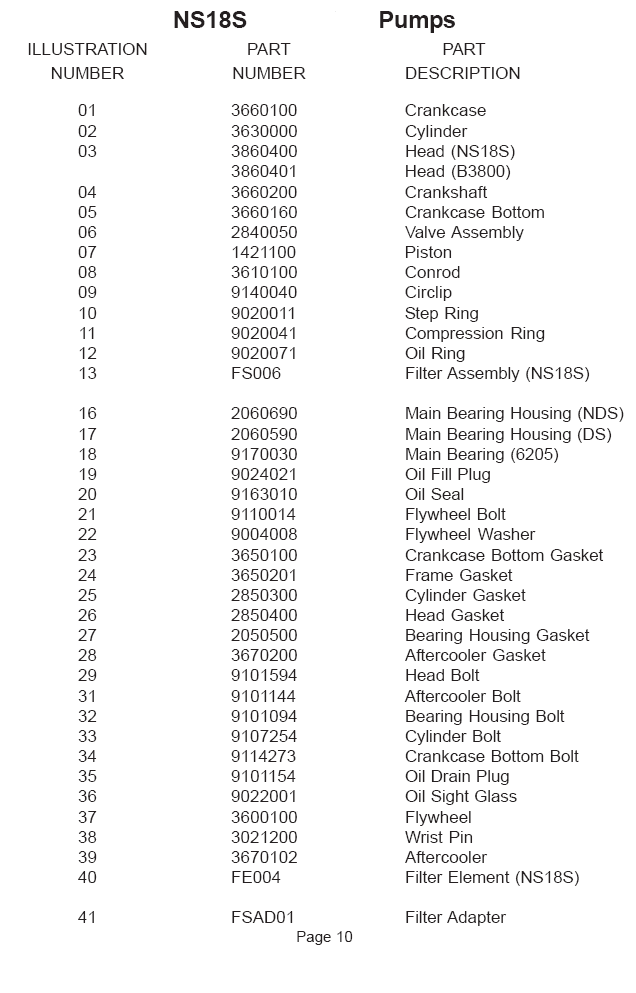 NS18S Pumps
ILLUSTRATION PART PART
NUMBER NUMBER DESCRIPTION
01 3660100 Crankcase
02 3630000 Cylinder
03 3860400 Head (NS18S)
3860401 Head (B3800)
04 3660200 Crankshaft
05 3660160 Crankcase Bottom
06 2840050 Valve Assembly
07 1421100 Piston
08 3610100 Conrod
09 9140040 Circlip
10 9020011 Step Ring
11 9020041 Compression Ring
12 9020071 Oil Ring
13 FS006 Filter Assembly (NS18S)
16 2060690 Main Bearing Housing (NDS)
17 2060590 Main Bearing Housing (DS)
18 9170030 Main Bearing (6205)
19 9024021 Oil Fill Plug
20 9163010 Oil Seal
21 9110014 Flywheel Bolt
22 9004008 Flywheel Washer
23 3650100 Crankcase Bottom Gasket
24 3650201 Frame Gasket
25 2850300 Cylinder Gasket
26 2850400 Head Gasket
27 2050500 Bearing Housing Gasket
28 3670200 Aftercooler Gasket
29 9101594 Head Bolt
31 9101144 Aftercooler Bolt
32 9101094 Bearing Housing Bolt
33 9107254 Cylinder Bolt
34 9114273 Crankcase Bottom Bolt
35 9101154 Oil Drain Plug
36 9022001 Oil Sight Glass
37 3600100 Flywheel
38 3021200 Wrist Pin
39 3670102 Aftercooler
40 FE004 Filter Element (NS18S)
41 FSAD01 Filter Adapter
Page 10